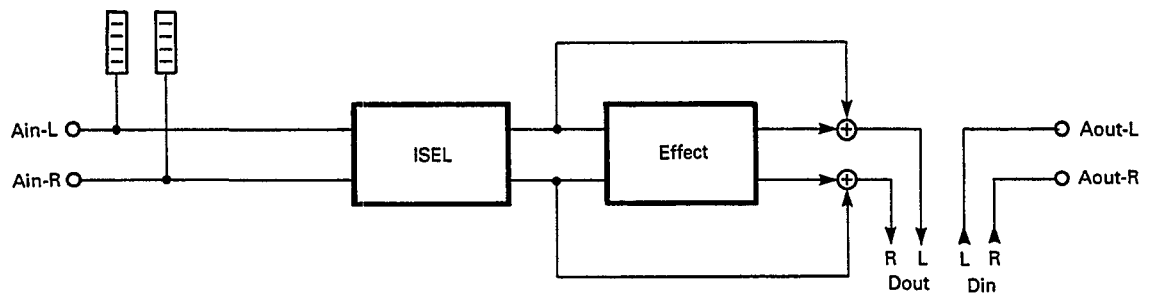 Ain-L
Ain-R
ISEL
Effect
Aout-L
Aout-R
R L
Dout
L R
Din